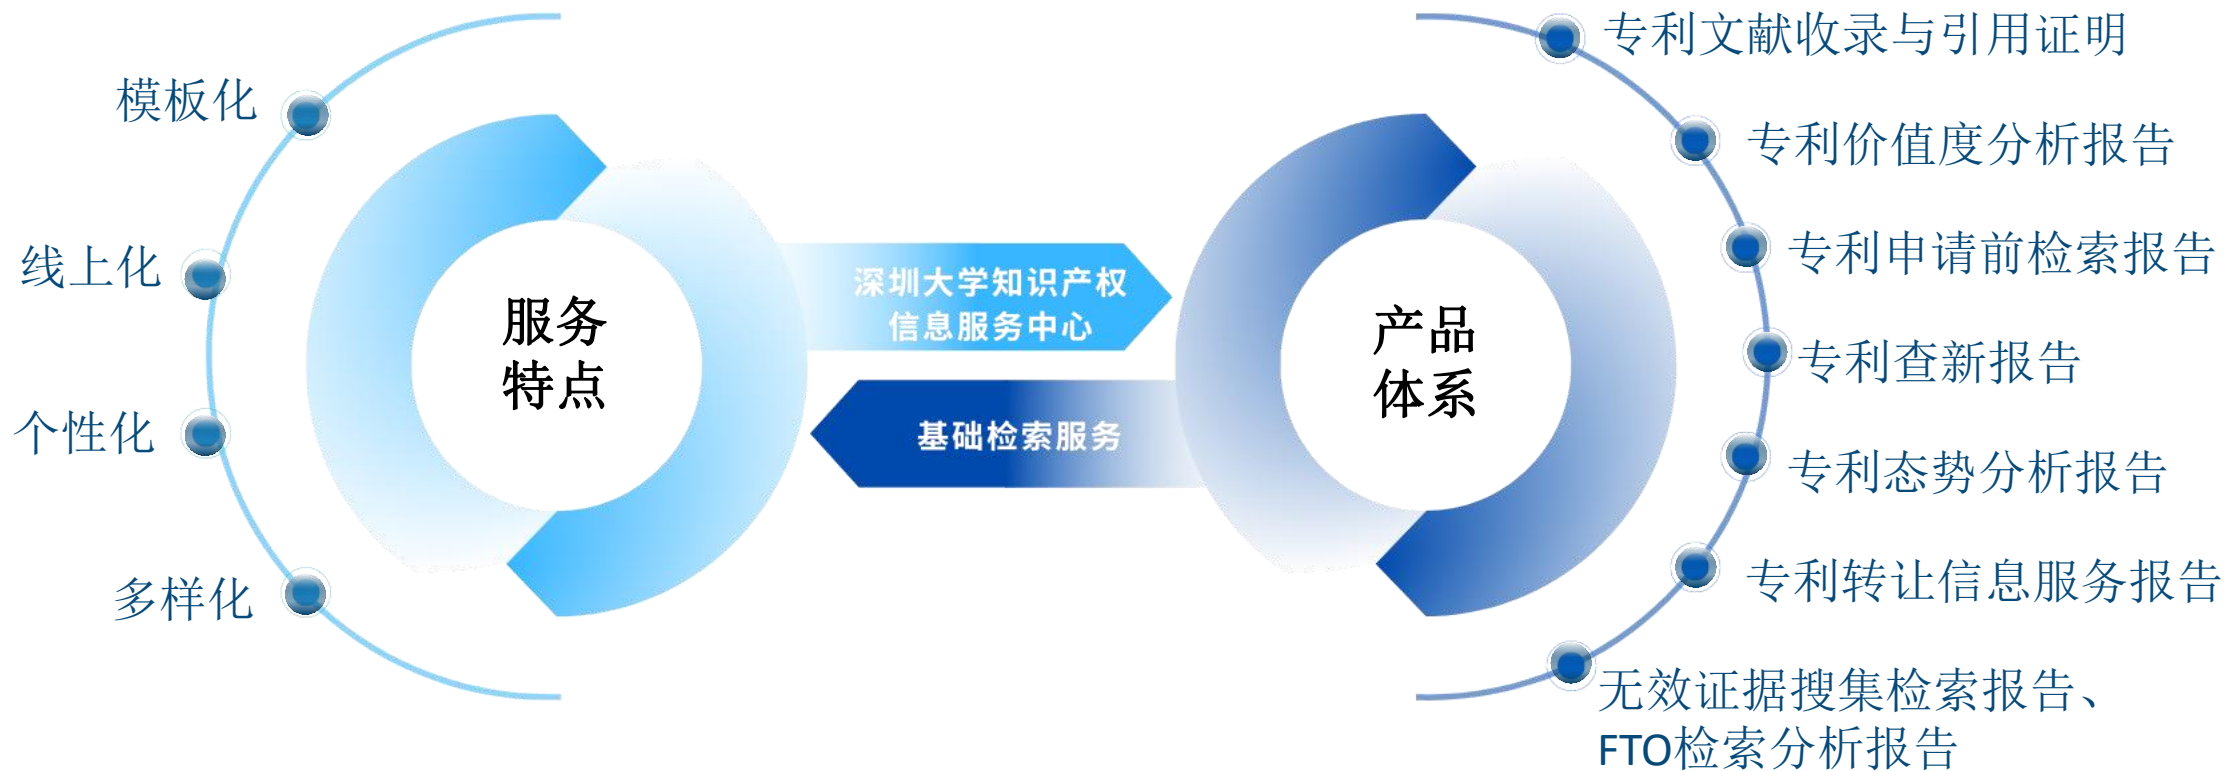 模板化
线上化
个性化
多样化
服务
特点
深圳大学知识产权
信息服务中心
基础检索服务
产品
体系
专利文献收录与引用证明
专利价值度分析报告
专利申请前检索报告
专利查新报告
专利态势分析报告
专利转让信息服务报告
无效证据搜集检索报告、
FTO检索分析报告